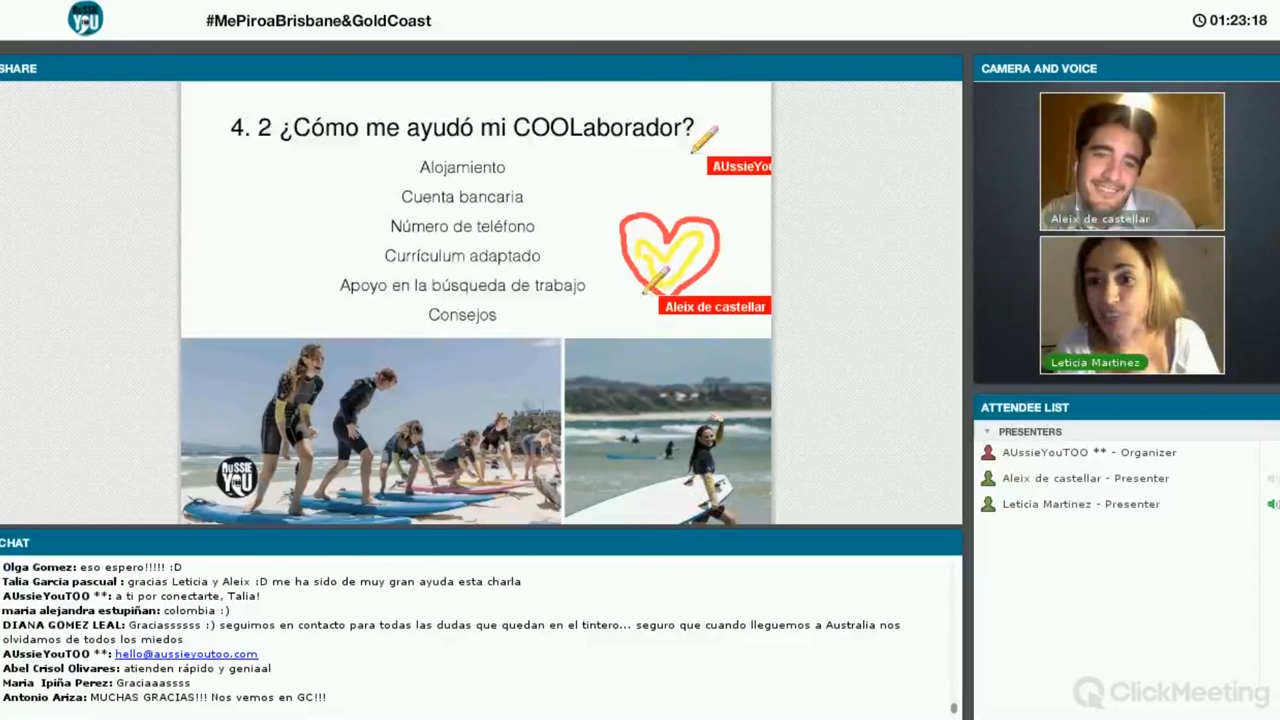 AUSSIE YOU
#MePiroaBrisbane&GoldCoast
01:23:18
SHARE
4. 2 ¿Cómo me ayudó mi COOLaborador?
AUssieYou
Alojamiento
Cuenta bancaria
Número de teléfono
Currículum adaptado
Apoyo en la búsqueda de trabajo
Consejos
Aleix de castellar
AUSSIE YOU
CAMERA AND VOICE
Aleix de castellar
Leticia Martinez
ATTENDEE LIST
PRESENTERS
AUssieYouTOO ** - Organizer
Aleix de castellar - Presenter
Leticia Martinez - Presenter
CHAT
Olga Gomez: eso espero!!!!! :D
Talia Garcia pascual : gracias Leticia y Aleix :D me ha sido de muy gran ayuda esta charla
AUssieYouTOO **: a ti por conectarte, Talia!
maria alejandra estupiñan: colombia :)
DIANA GOMEZ LEAL: Graciassssss :) seguimos en contacto para todas las dudas que quedan en el tintero... seguro que cuando lleguemos a Australia nos
olvidamos de todos los miedos
AUssieYouTOO **: hello@aussieyoutoo.com
Abel Crisol Olivares: atienden rápido y geniaal
Maria Ipiña Perez: Graciaaassss
Antonio Ariza: MUCHAS GRACIAS!!! Nos vemos en GC!!!
ClickMeeting